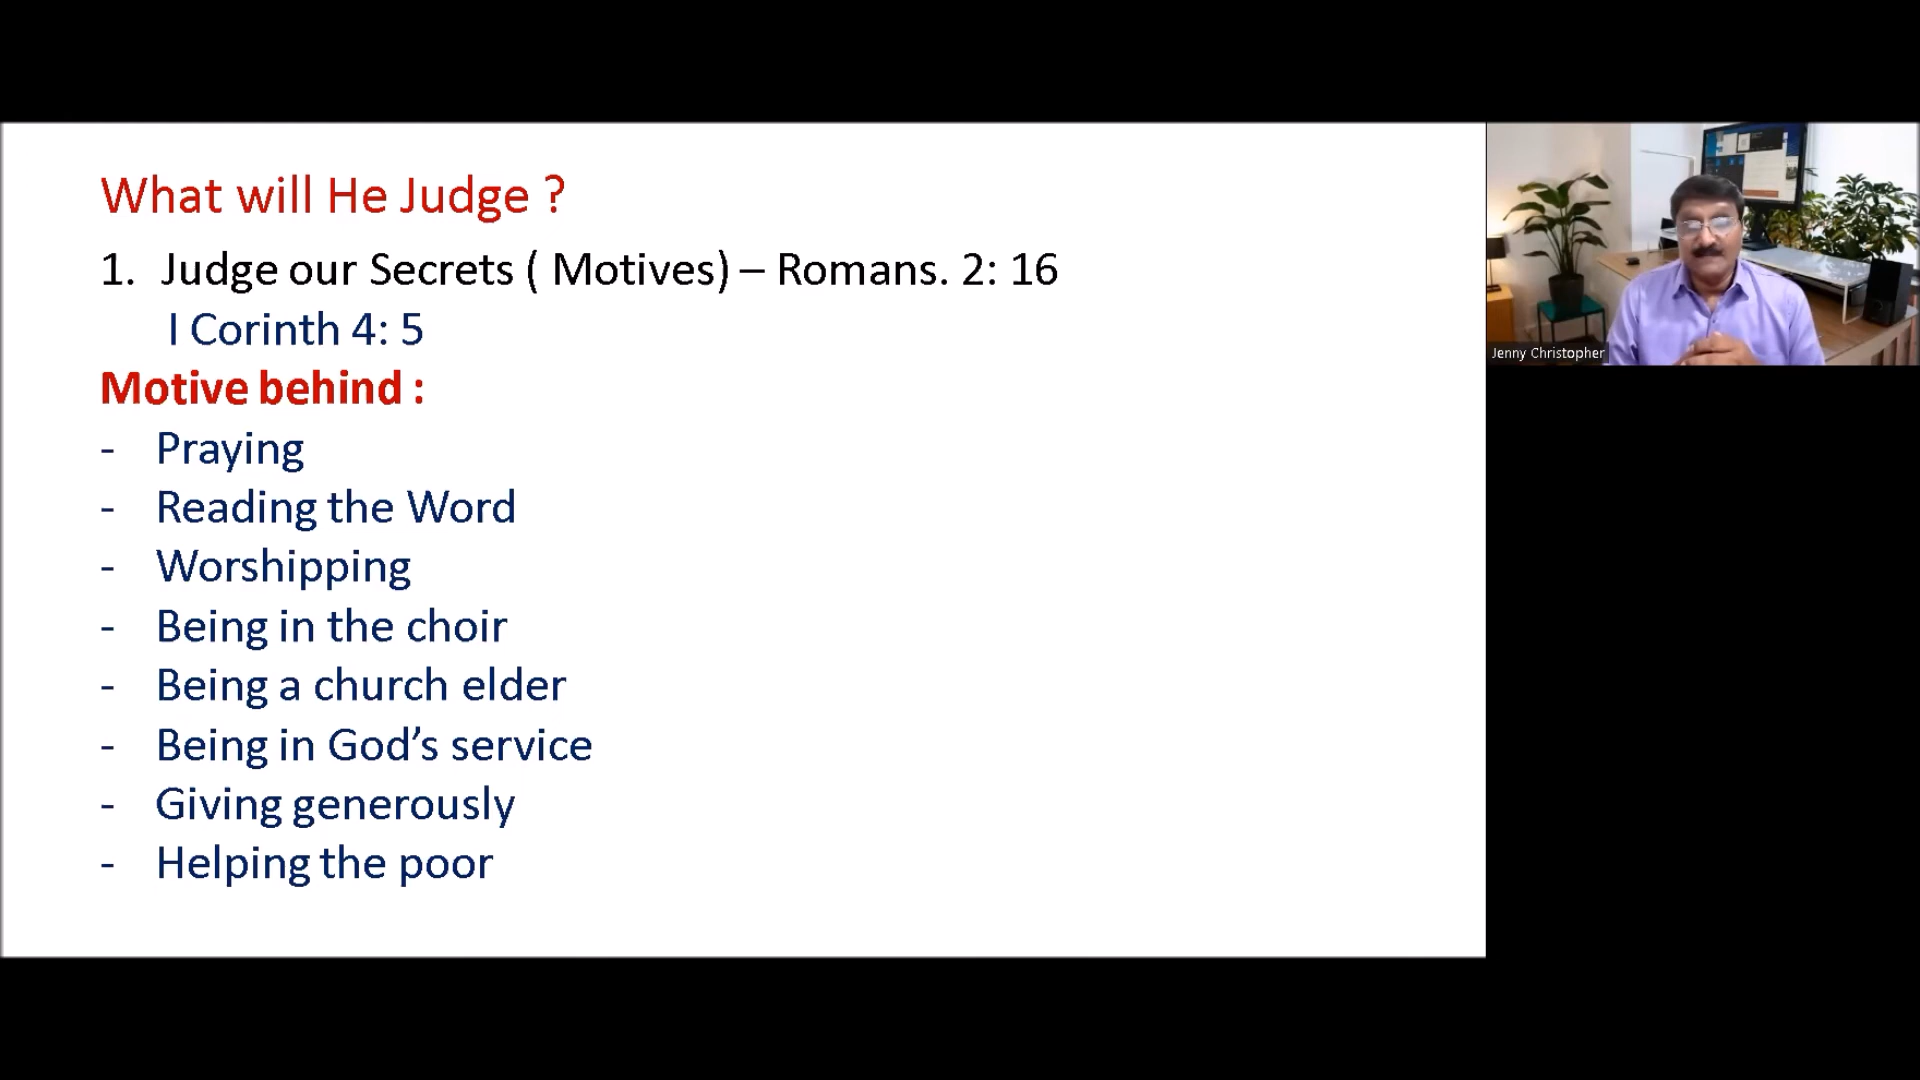 What will He Judge ?
1. Judge our Secrets ( Motives) – Romans. 2: 16
I Corinth 4: 5
Motive behind :
- Praying
- Reading the Word
- Worshipping
- Being in the choir
- Being a church elder
- Being in God’s service
- Giving generously
- Helping the poor
Jenny Christopher